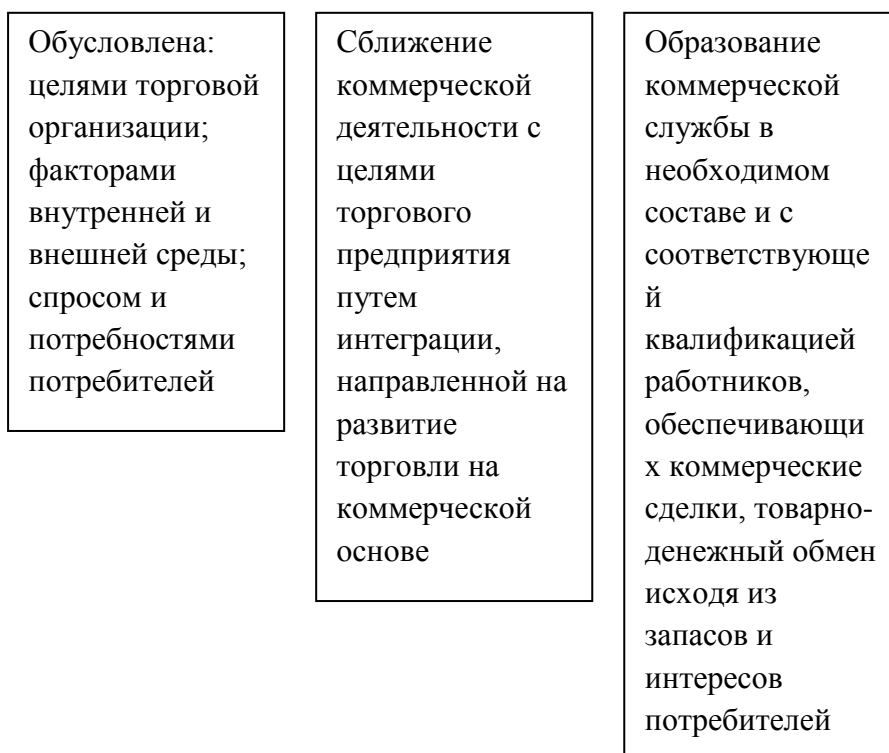 Обусловлена:
целями торговой
организации;
факторами
внутренней и
внешней среды;
спросом и
потребностями
потребителей
Сближение
коммерческой
деятельности с
целями
торгового
предприятия
путем
интеграции,
направленной на
развитие
торговли на
коммерческой
основе
Образование
коммерческой
службы в
необходимом
составе и с
соответствующе
й
квалификацией
работников,
обеспечивающи
х коммерческие
сделки, товарно-
денежный обмен
исходя из
запасов и
интересов
потребителей